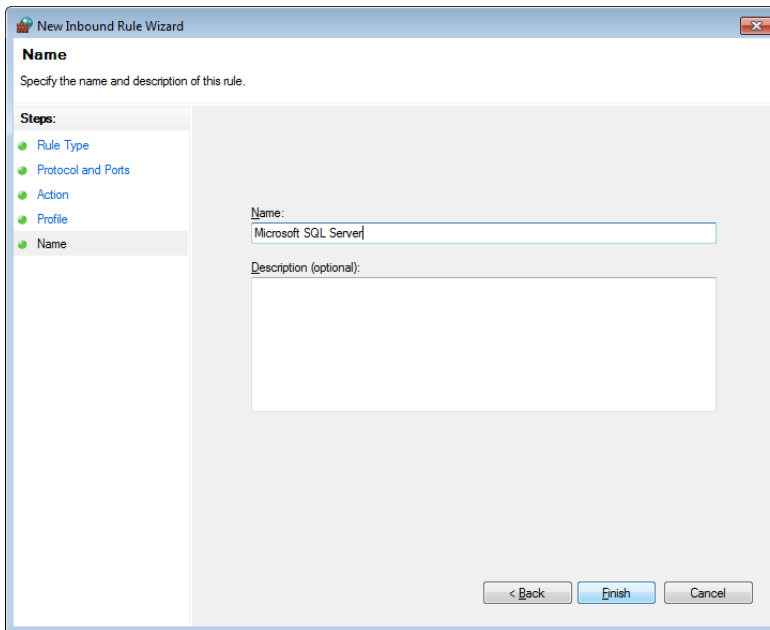 New Inbound Rule Wizard
Name
Specify the name and description of this rule.
Steps:
Rule Type
Protocol and Ports
Action
Profile
Name
Name:
Microsoft SQL Server
Description (optional):
< Back
Finish
Cancel